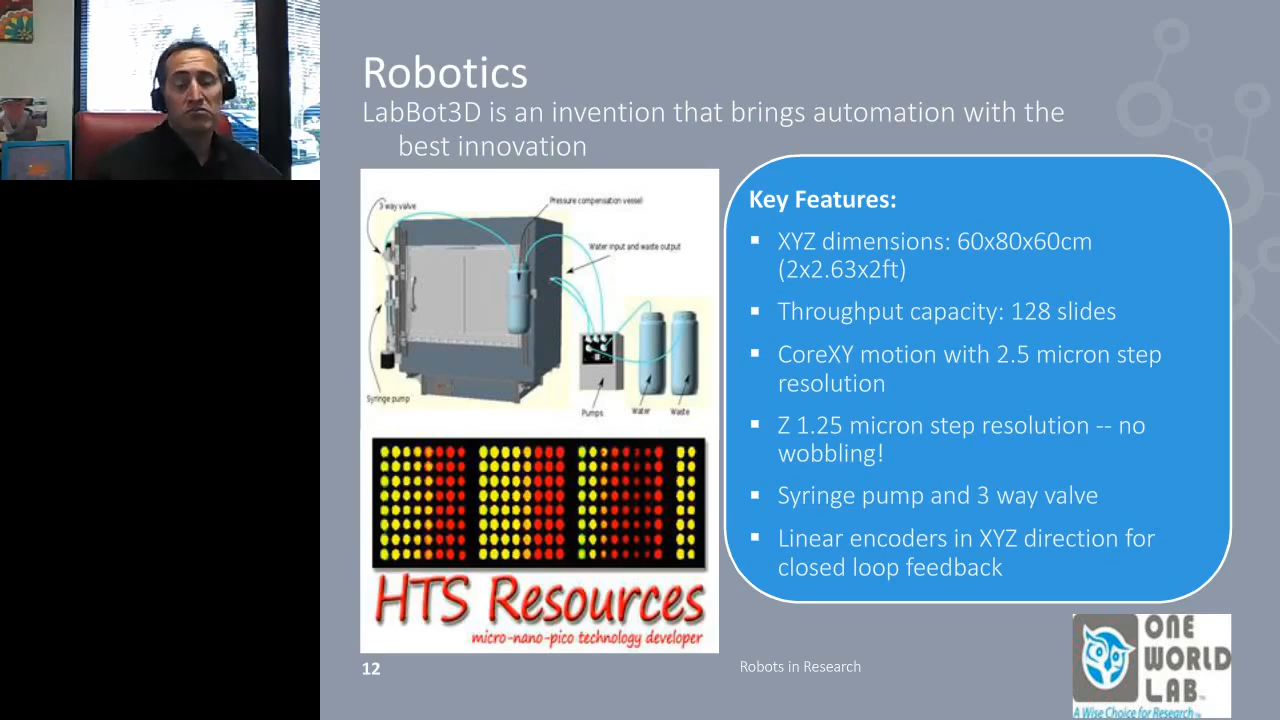 Robotics
LabBot3D is an invention that brings automation with the
best innovation
3 way valve
Pressure compensation vessel
Water input and waste output
Syringe pump
Pumps
Water
Waste
HTS Resources
micro-nano-pico technology developer
Key Features:
▪ XYZ dimensions: 60x80x60cm
(2x2.63x2ft)
▪ Throughput capacity: 128 slides
▪ CoreXY motion with 2.5 micron step
resolution
▪ Z 1.25 micron step resolution -- no
wobbling!
▪ Syringe pump and 3 way valve
▪ Linear encoders in XYZ direction for
closed loop feedback
12
Robots in Research
ONE
WORLD
LAB™
A Wise Choice for Research™